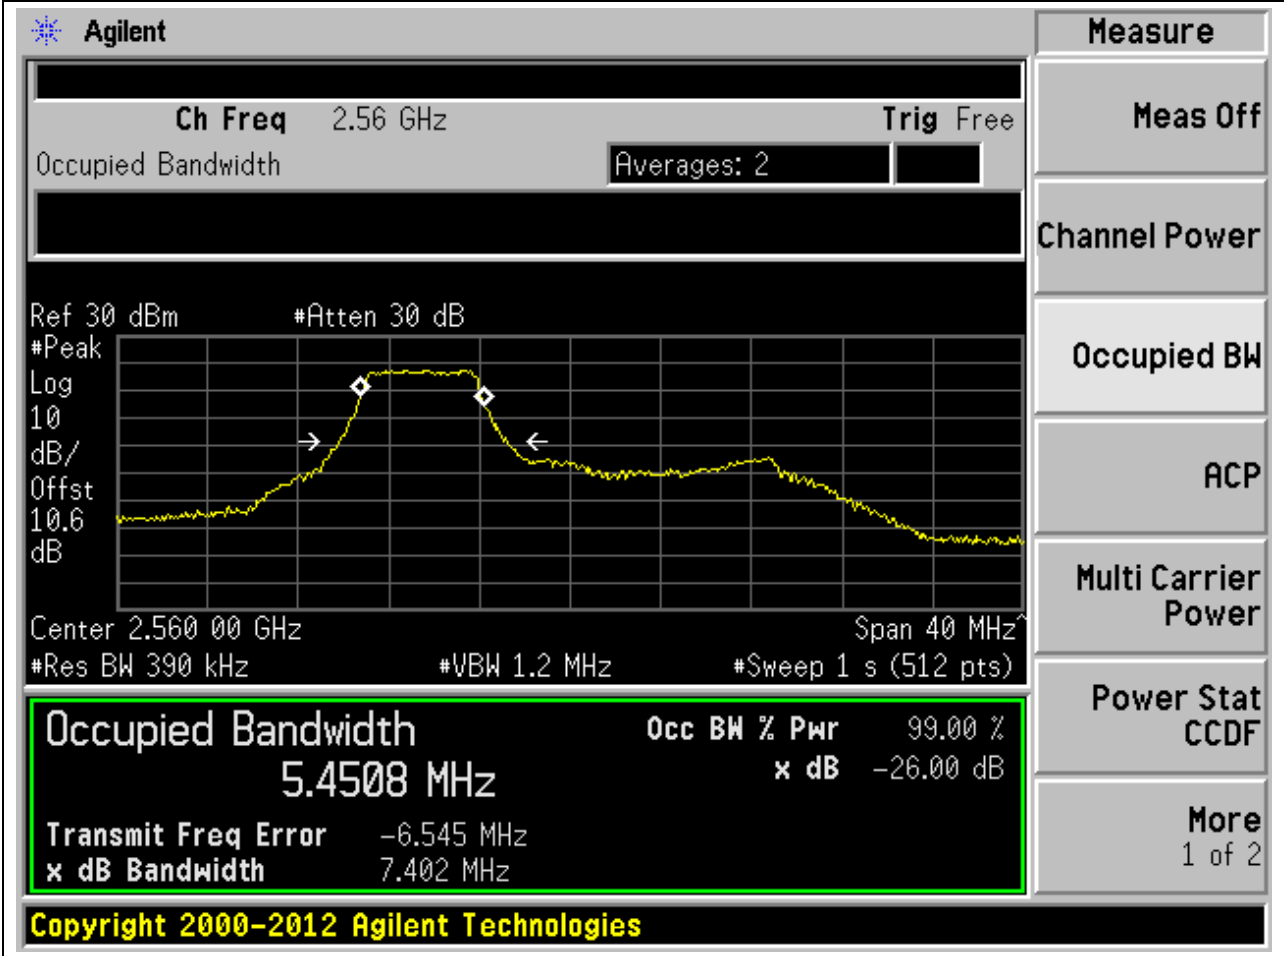 Agilent
Measure
Ch Freq 2.56 GHz Trig Free
Occupied Bandwidth Averages: 2
Meas Off
Channel Power
Occupied BW
ACP
Multi Carrier
Power
Power Stat
CCDF
More
1 of 2
Ref 30 dBm #Atten 30 dB
#Peak
Log
10
dB/
Offst
10.6
dB
Center 2.560 00 GHz Span 40 MHz^
#Res BW 390 kHz #VBW 1.2 MHz #Sweep 1 s (512 pts)
Occupied Bandwidth Occ BW % Pwr 99.00 %
5.4508 MHz x dB -26.00 dB
Transmit Freq Error -6.545 MHz
x dB Bandwidth 7.402 MHz
Copyright 2000-2012 Agilent Technologies